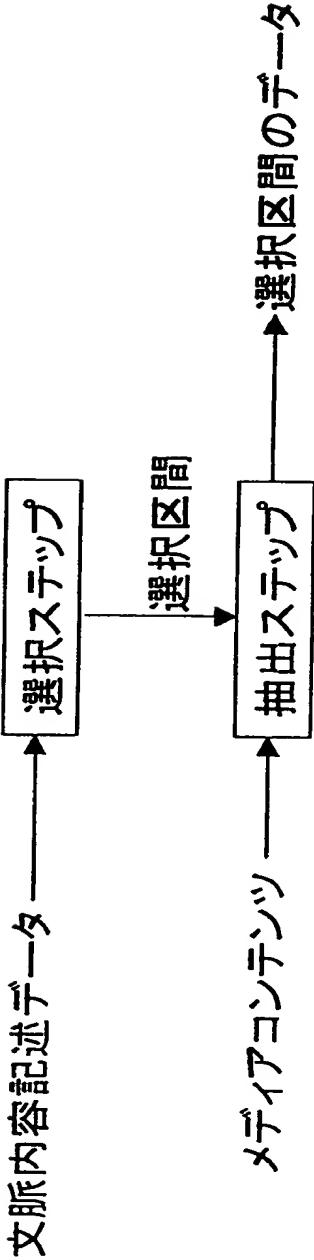 文脈内容記述データ
選択ステップ
選択区間
メディアコンテンツ
抽出ステップ
選択区間のデータ